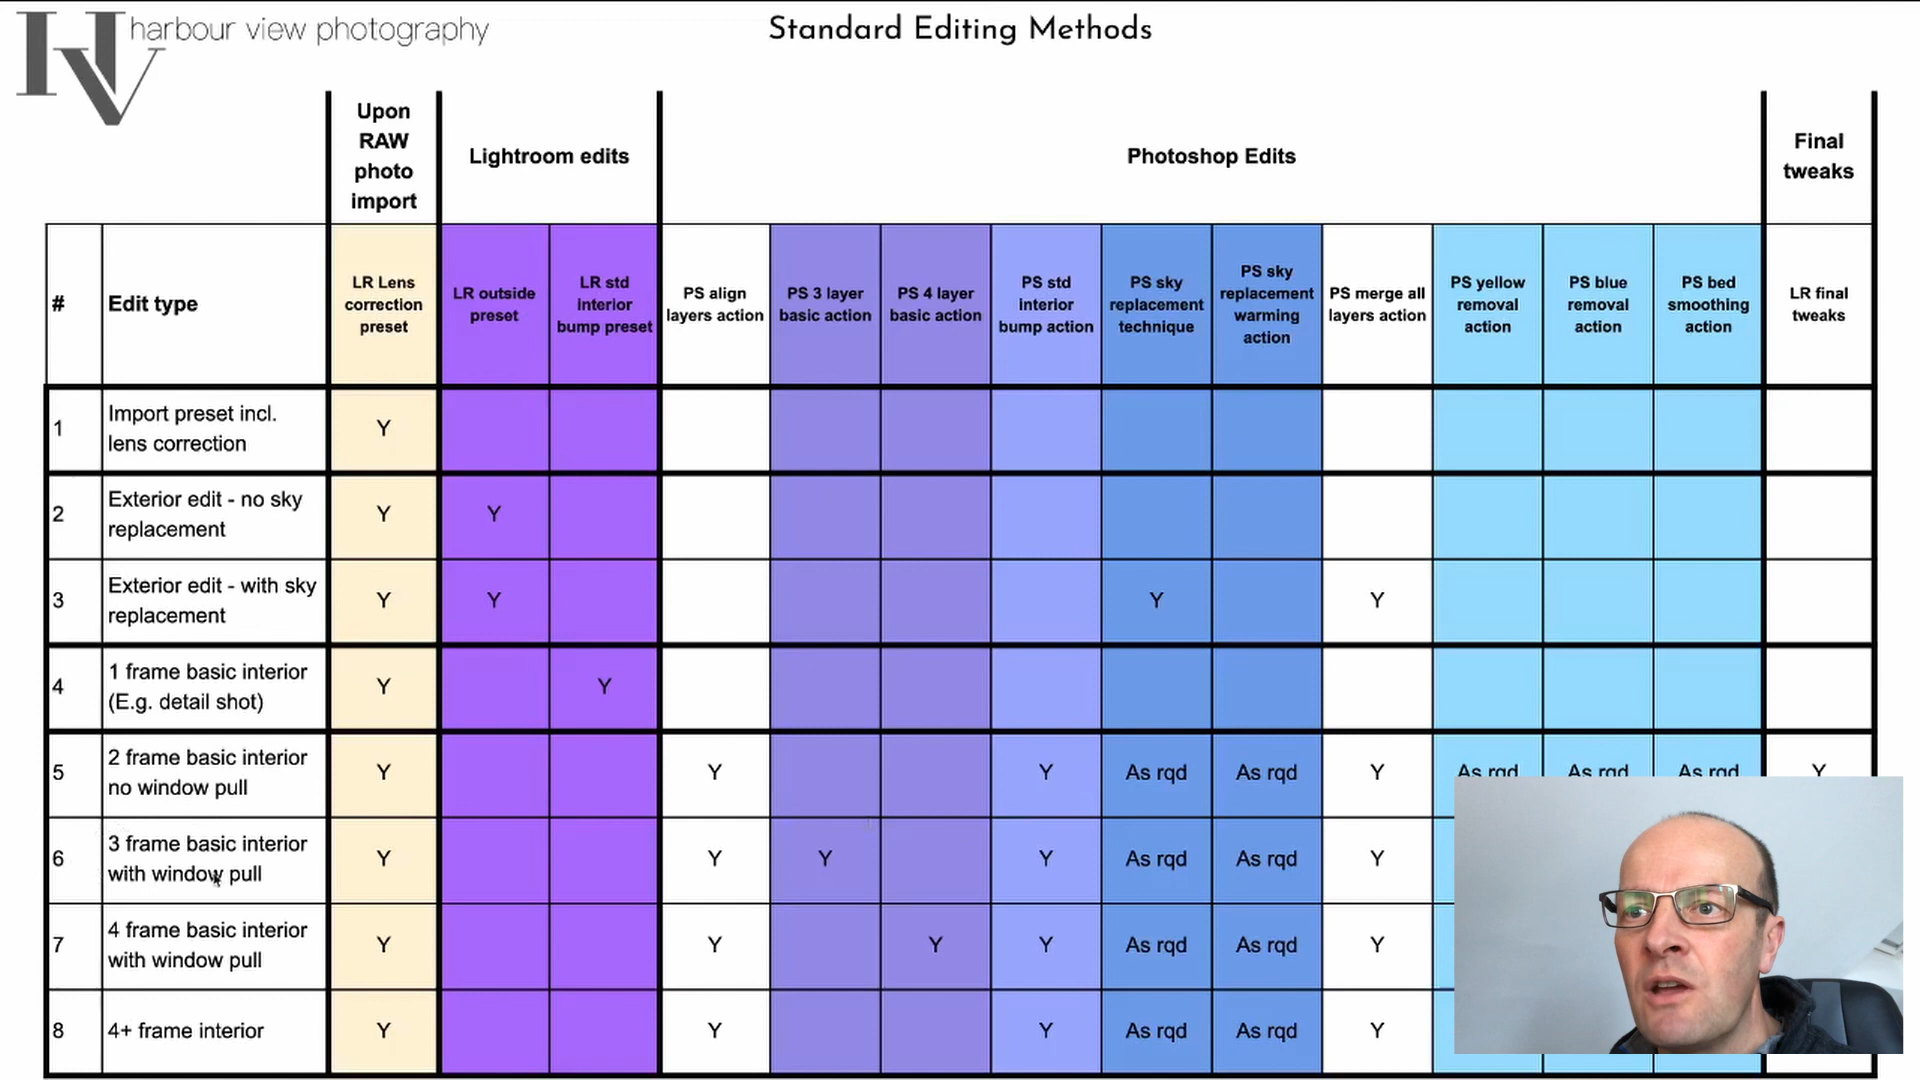 harbour view photography
Standard Editing Methods
Upon
RAW
photo
import
Lightroom edits
Photoshop Edits
Final
tweaks
#
Edit type
LR Lens
correction
preset
LR outside
preset
LR std
interior
bump preset
PS align
layers action
PS 3 layer
basic action
PS 4 layer
basic action
PS std
interior
bump action
PS sky
replacement
technique
PS sky
replacement
warming
action
PS merge all
layers action
PS yellow
removal
action
PS blue
removal
action
PS bed
smoothing
action
LR final
tweaks
1
Import preset incl.
lens correction
Y
2
Exterior edit - no sky
replacement
Y
Y
3
Exterior edit - with sky
replacement
Y
Y
Y
Y
4
1 frame basic interior
(E.g. detail shot)
Y
Y
5
2 frame basic interior
no window pull
Y
Y
Y
As rqd
As rqd
Y
As rqd
As rqd
As rqd
Y
6
3 frame basic interior
with window pull
Y
Y
Y
Y
As rqd
As rqd
Y
7
4 frame basic interior
with window pull
Y
Y
Y
Y
As rqd
As rqd
Y
8
4+ frame interior
Y
Y
Y
As rqd
As rqd
Y